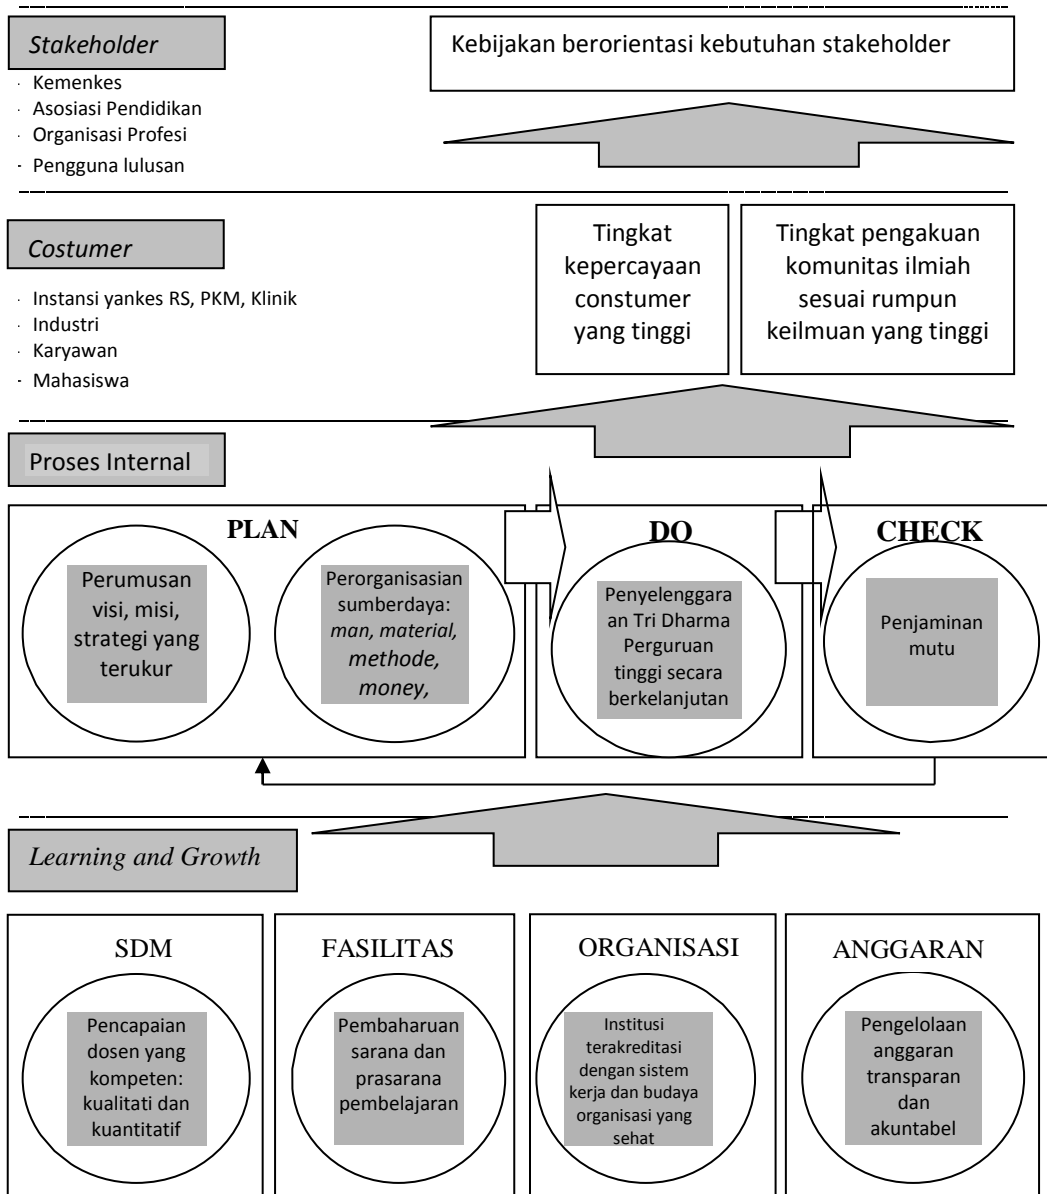 Stakeholder
Kebijakan berorientasi kebutuhan stakeholder
· Kemenkes
· Asosiasi Pendidikan
· Organisasi Profesi
· Pengguna lulusan
Costumer
· Instansi yankes RS, PKM, Klinik
· Industri
· Karyawan
· Mahasiswa
Tingkat
kepercayaan
constumer
yang tinggi
Tingkat pengakuan
komunitas ilmiah
sesuai rumpun
keilmuan yang tinggi
Proses Internal
PLAN
Perumusan
visi, misi,
strategi yang
terukur
Perorganisasian
sumberdaya:
man, material,
methode,
money,
DO
Penyelenggara
an Tri Dharma
Perguruan
tinggi secara
berkelanjutan
CHECK
Penjaminan
mutu
Learning and Growth
SDM
Pencapaian
dosen yang
kompeten:
kualitati dan
kuantitatif
FASILITAS
Pembaharuan
sarana dan
prasarana
pembelajaran
ORGANISASI
Institusi
terakreditasi
dengan sistem
kerja dan budaya
organisasi yang
sehat
ANGGARAN
Pengelolaan
anggaran
transparan
dan
akuntabel